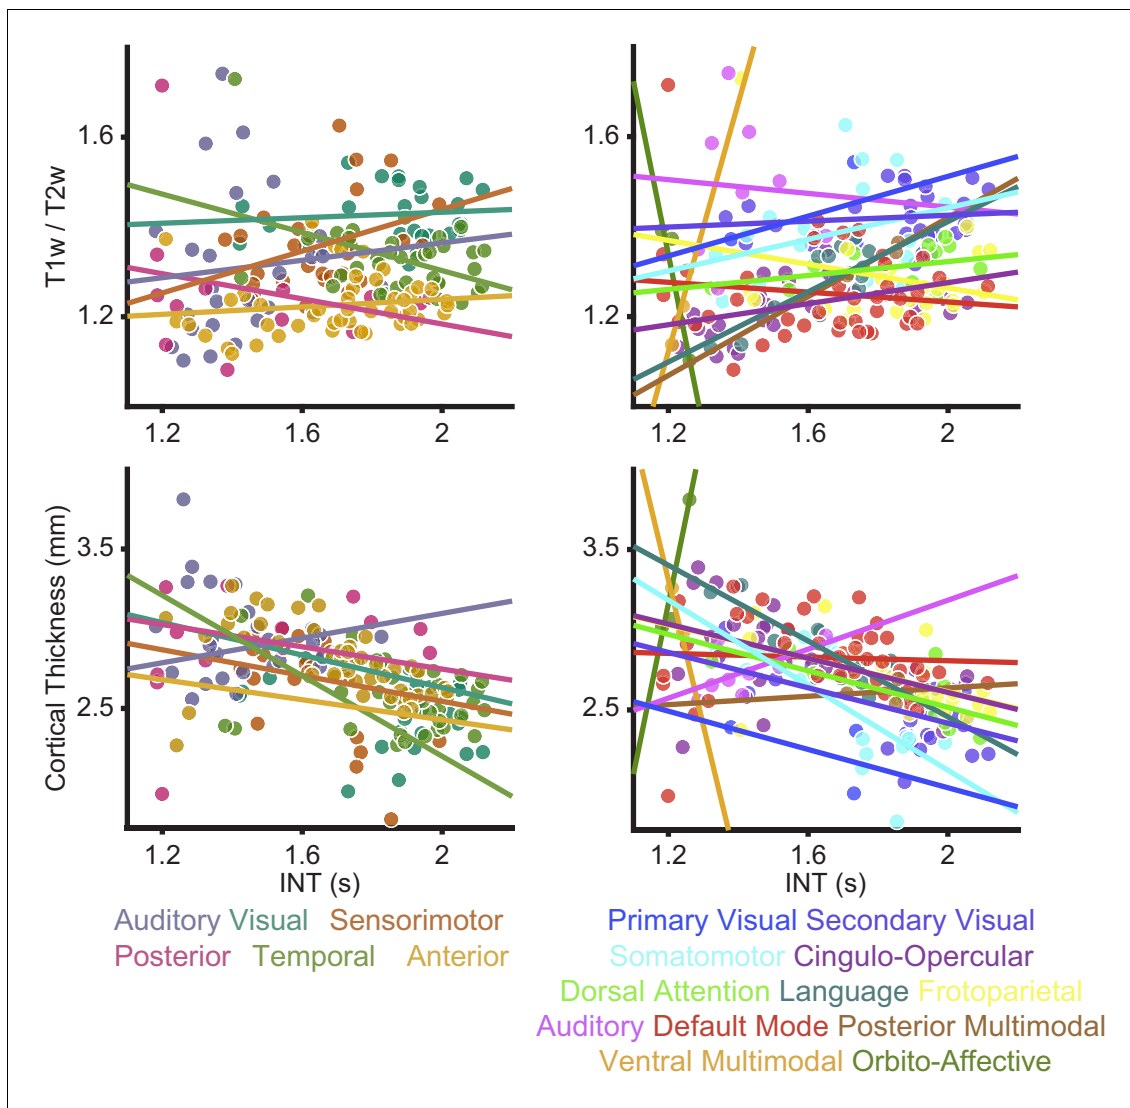 T1w / T2w
1.6
1.2
1.2 1.6 2
1.6
1.2
1.2 1.6 2
Cortical Thickness (mm)
3.5
2.5
1.2 1.6 2
INT (s)
3.5
2.5
1.2 1.6 2
INT (s)
Auditory Visual Sensorimotor
Posterior Temporal Anterior
Primary Visual Secondary Visual
Somatomotor Cingulo-Opercular
Dorsal Attention Language Frotoparietal
Auditory Default Mode Posterior Multimodal
Ventral Multimodal Orbito-Affective